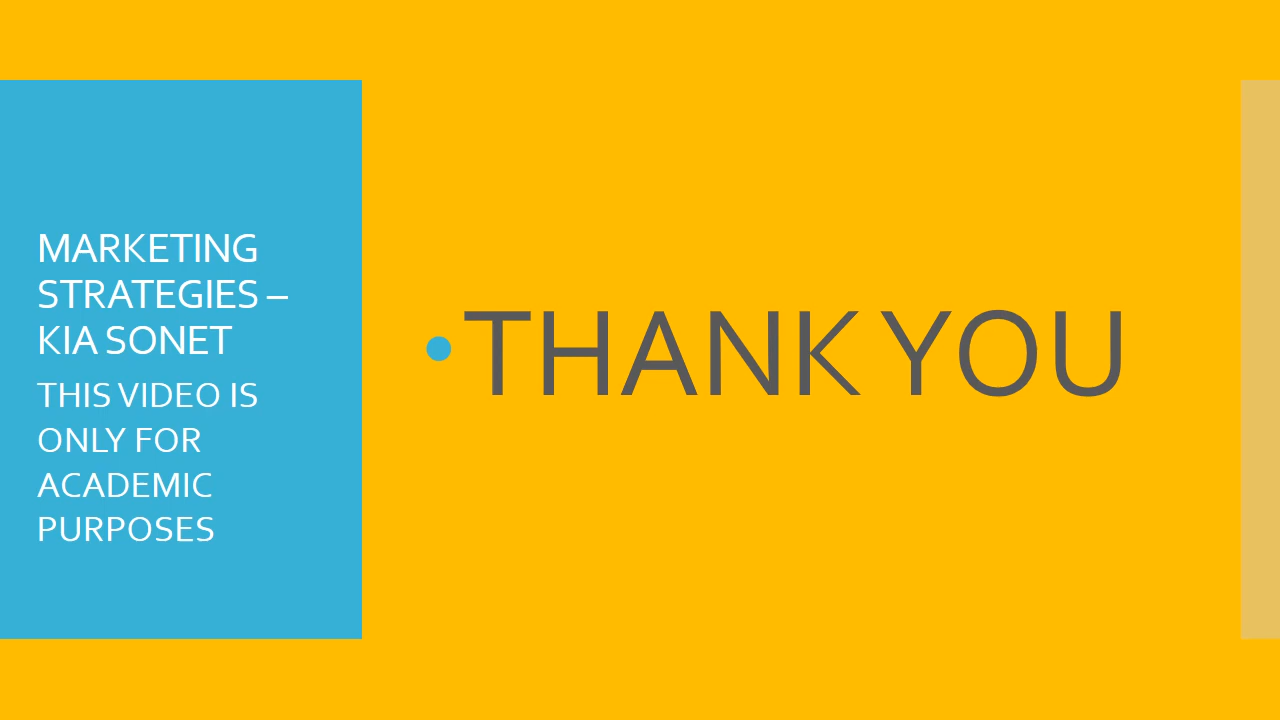 MARKETING
STRATEGIES –
KIA SONET
THIS VIDEO IS
ONLY FOR
ACADEMIC
PURPOSES
• THANK YOU